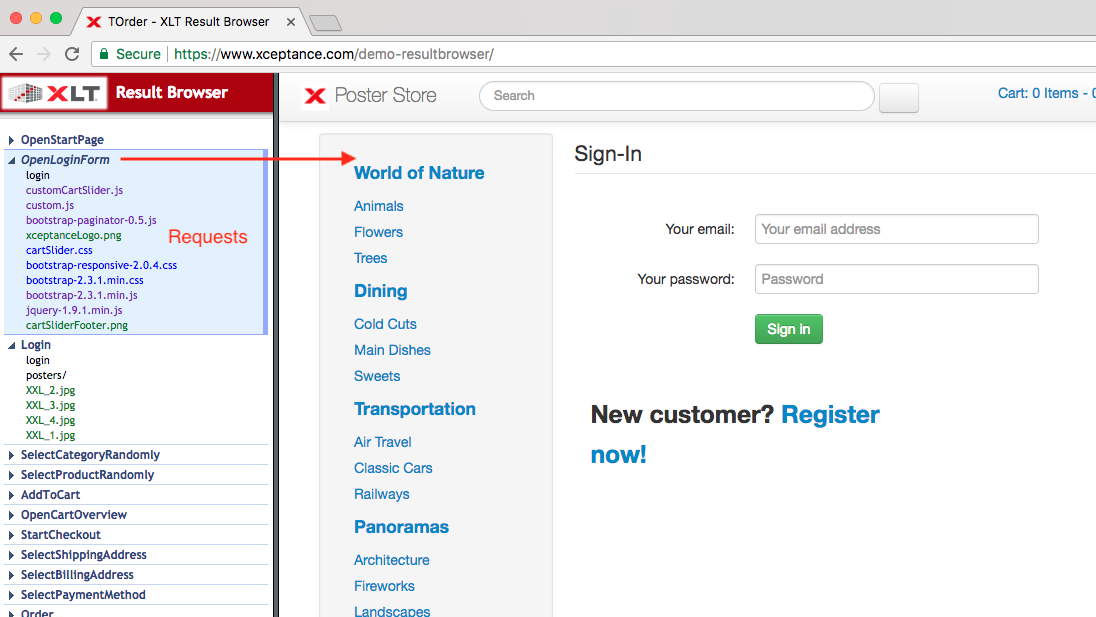 TOrder - XLT Result Browser
Secure https://www.xceptance.com/demo-resultbrowser/
XLT Result Browser
OpenStartPage
OpenLoginForm
login
customCartSlider.js
custom.js
bootstrap-paginator-0.5.js
xceptanceLogo.png
cartSlider.css
bootstrap-responsive-2.0.4.css
bootstrap-2.3.1.min.css
bootstrap-2.3.1.min.js
jquery-1.9.1.min.js
cartSliderFooter.png
Requests
Login
login
posters/
XXL_2.jpg
XXL_3.jpg
XXL_4.jpg
XXL_1.jpg
SelectCategoryRandomly
SelectProductRandomly
AddToCart
OpenCartOverview
StartCheckout
SelectShippingAddress
SelectBillingAddress
SelectPaymentMethod
Order
Poster Store
Search
Cart: 0 Items - 0
World of Nature
Animals
Flowers
Trees
Dining
Cold Cuts
Main Dishes
Sweets
Transportation
Air Travel
Classic Cars
Railways
Panoramas
Architecture
Fireworks
Landscapes
Sign-In
Your email: Your email address
Your password: Password
Sign in
New customer? Register
now!